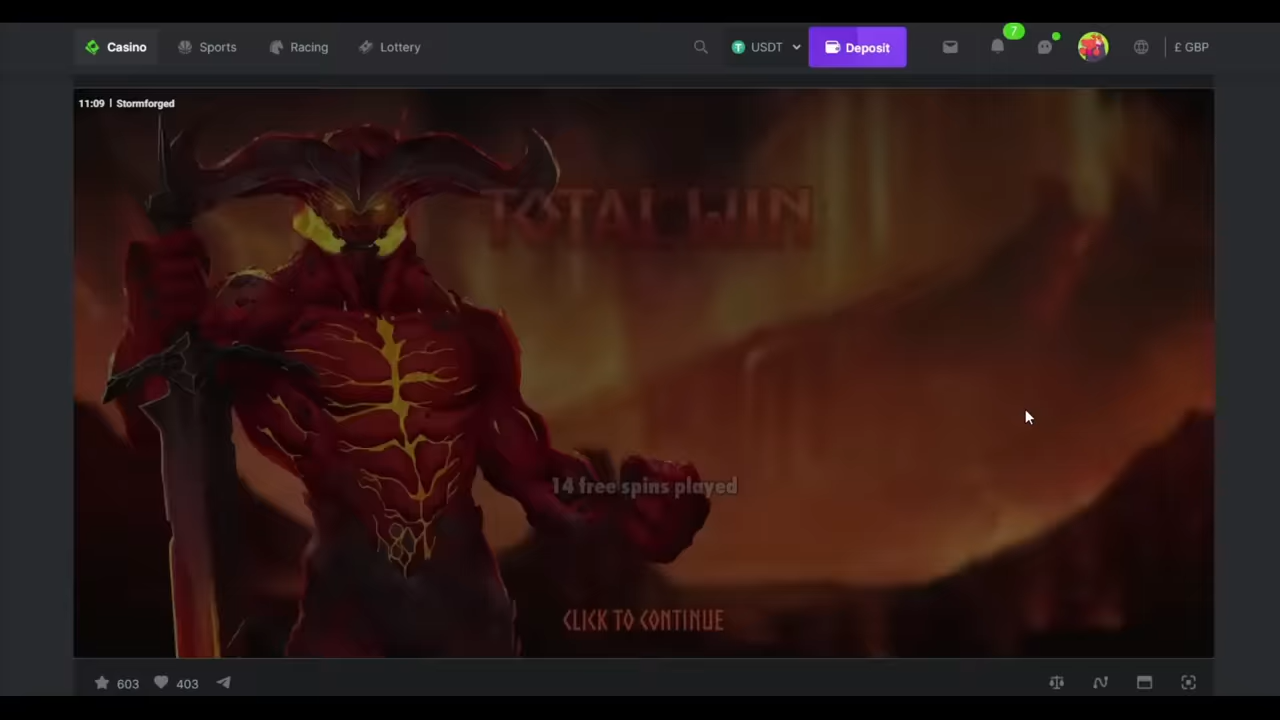 Casino Sports Racing Lottery USDT Deposit 7 £ GBP
11:09 | Stormforged
TOTAL WIN
14 free spins played
CLICK TO CONTINUE
603 403